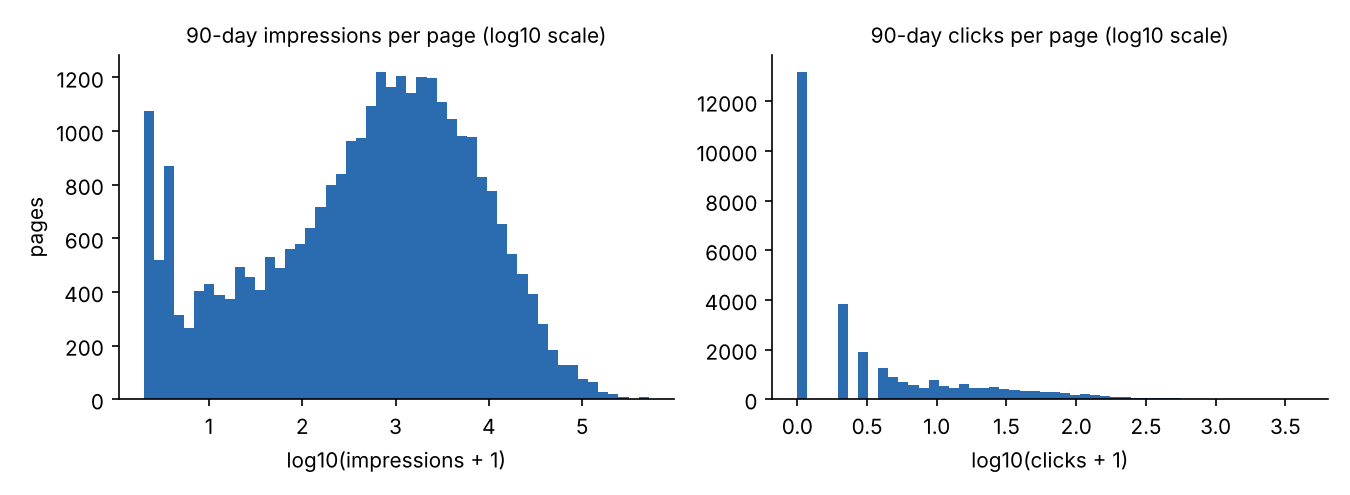 90-day impressions per page (log10 scale)
1200
1000
800
600
400
200
0
pages
1 2 3 4 5
log10(impressions + 1)
90-day clicks per page (log10 scale)
12000
10000
8000
6000
4000
2000
0
0.0 0.5 1.0 1.5 2.0 2.5 3.0 3.5
log10(clicks + 1)